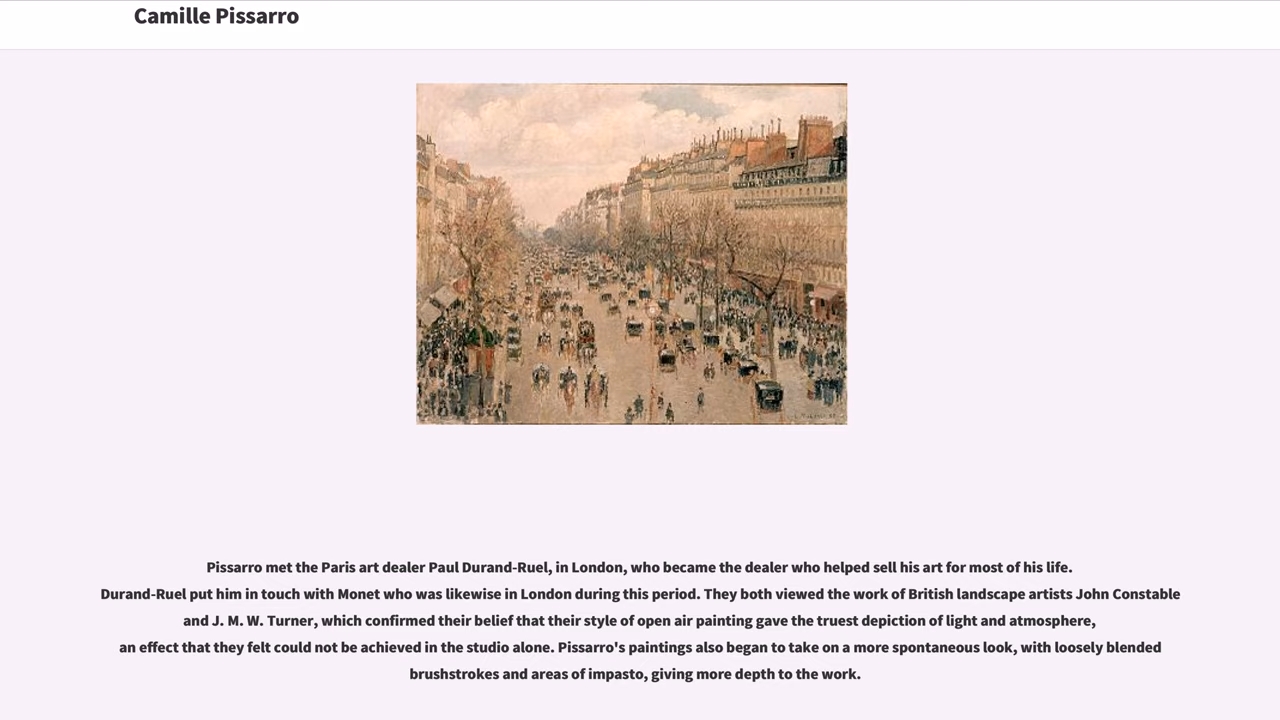 Camille Pissarro
Pissarro met the Paris art dealer Paul Durand-Ruel, in London, who became the dealer who helped sell his art for most of his life.
Durand-Ruel put him in touch with Monet who was likewise in London during this period. They both viewed the work of British landscape artists John Constable
and J. M. W. Turner, which confirmed their belief that their style of open air painting gave the truest depiction of light and atmosphere,
an effect that they felt could not be achieved in the studio alone. Pissarro's paintings also began to take on a more spontaneous look, with loosely blended
brushstrokes and areas of impasto, giving more depth to the work.